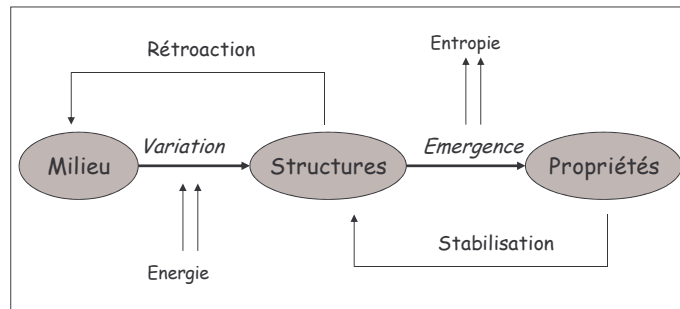 Rétroaction
Entropie
Variation
Emergence
Milieu
Structures
Propriétés
Stabilisation
Energie